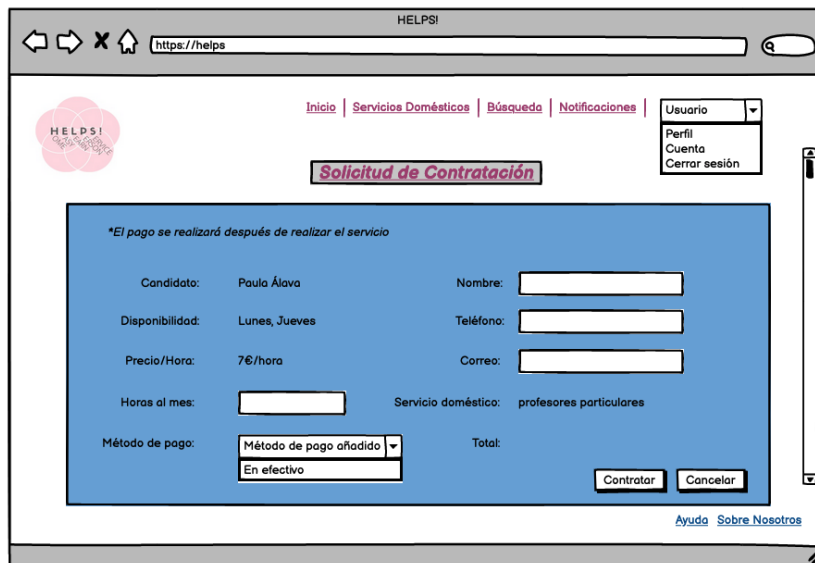 HELPS!
https://helps
HELPS!
Inicio Servicios Domésticos Búsqueda Notificaciones Usuario
Perfil
Cuenta
Cerrar sesión
Solicitud de Contratación
*El pago se realizará después de realizar el servicio
Candidato: Paula Álava Nombre:
Disponibilidad: Lunes, Jueves Teléfono:
Precio/Hora: 7€/hora Correo:
Horas al mes: Servicio doméstico: profesores particulares
Método de pago: Método de pago añadido Total:
En efectivo
Contratar Cancelar
Ayuda Sobre Nosotros